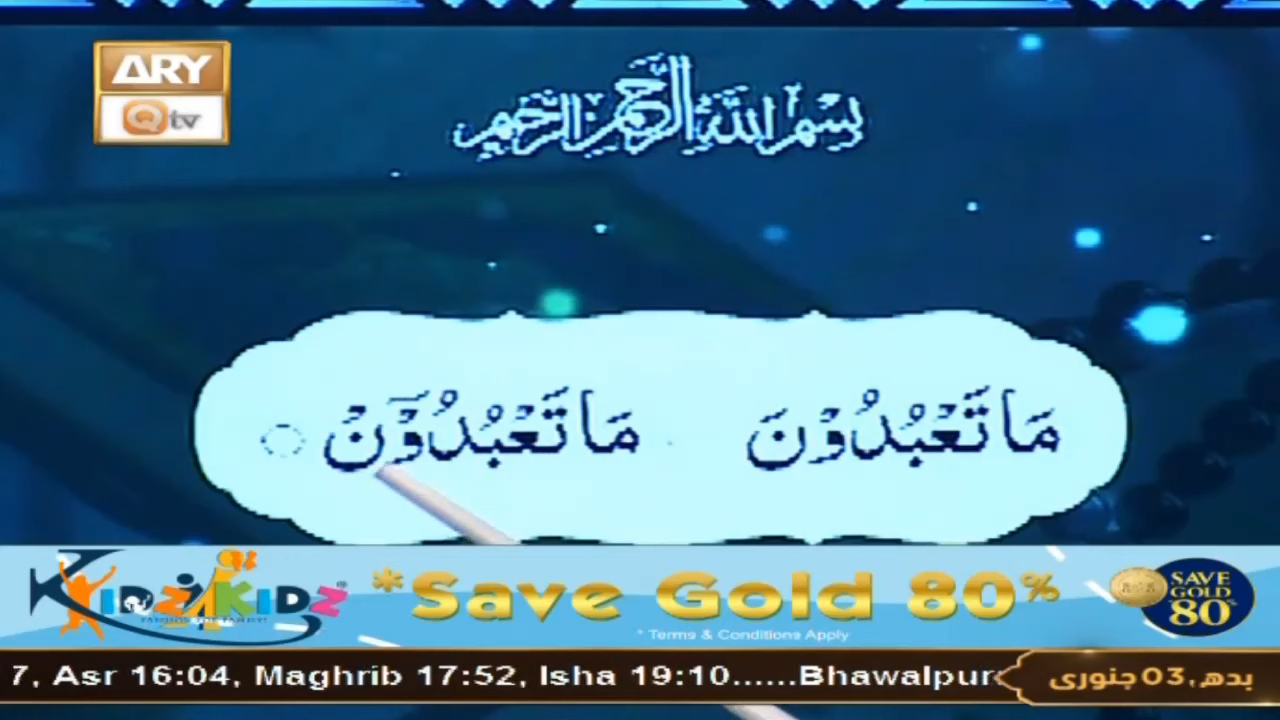 ARY
Qtv
بسم الله الرحمن الرحيم
مَا تَعْبُدُوْنَ مَا تَعْبُدُوْنْ
KIDZ4KIDZ
*Save Gold 80%
* Terms & Conditions Apply
SAVE
GOLD
80%
7, Asr 16:04, Maghrib 17:52, Isha 19:10......Bhawalpur
بدھ,03 جنوری